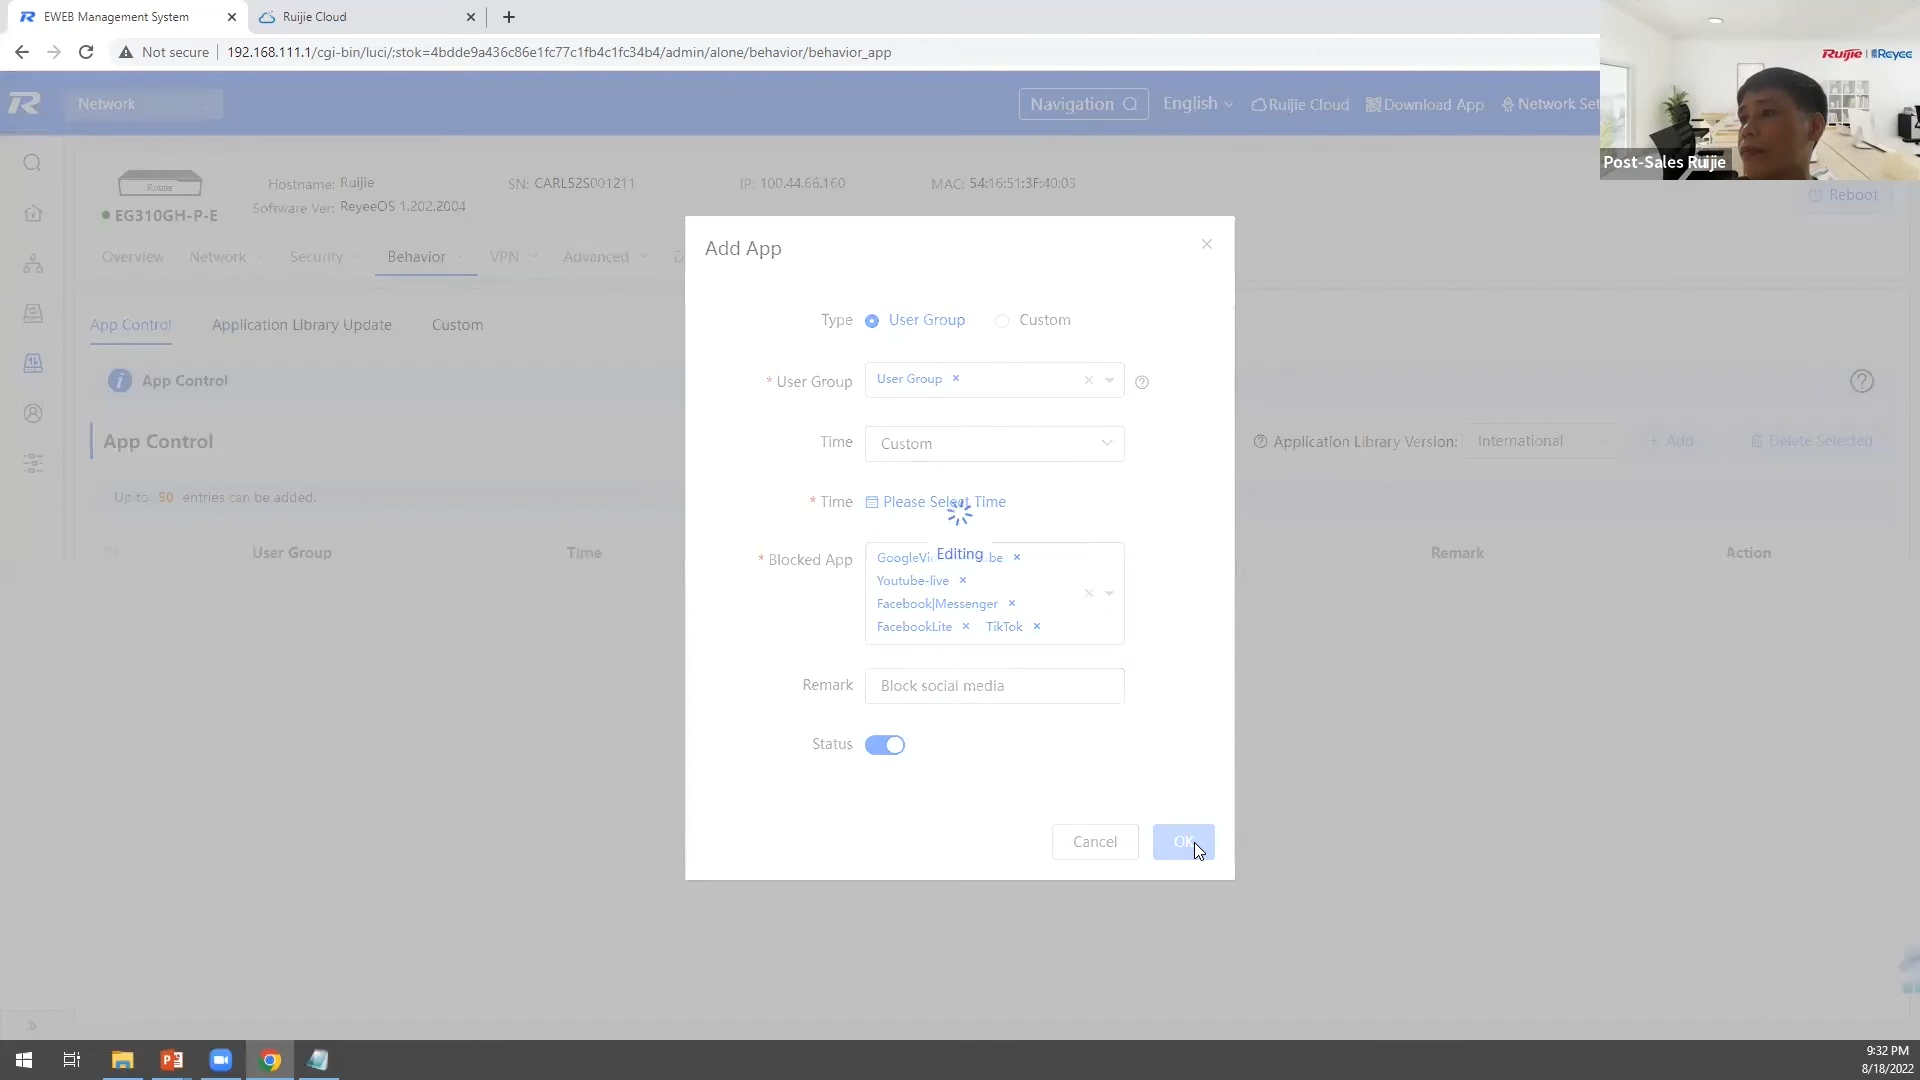 EWEB Management System
Ruijie Cloud
Not secure
192.168.111.1/cgi-bin/luci/;stok=4bdde9a436c86e1fc77c1fb4c1fc34b4/admin/alone/behavior/behavior_app
Ruijie | Reyee
Post-Sales Ruijie
Network
Navigation
English
Ruijie Cloud
Download App
Network Set
Router
EG310GH-P-E
Hostname: Ruijie
SN: CARL52S001211
IP: 100.44.66.160
MAC: 54:16:51:3F:40:03
Software Ver: ReyeeOS 1.202.2004
Reboot
Overview
Network
Security
Behavior
VPN
Advanced
App Control
Application Library Update
Custom
App Control
App Control
Application Library Version: International
+ Add
Delete Selected
Up to 50 entries can be added.
User Group
Time
Remark
Action
Add App
Type
User Group
Custom
* User Group
User Group
Time
Custom
* Time
Please Select Time
Editing
* Blocked App
Youtube-live
Facebook|Messenger
FacebookLite
TikTok
Remark
Block social media
Status
Cancel
OK
9:32 PM
8/18/2022